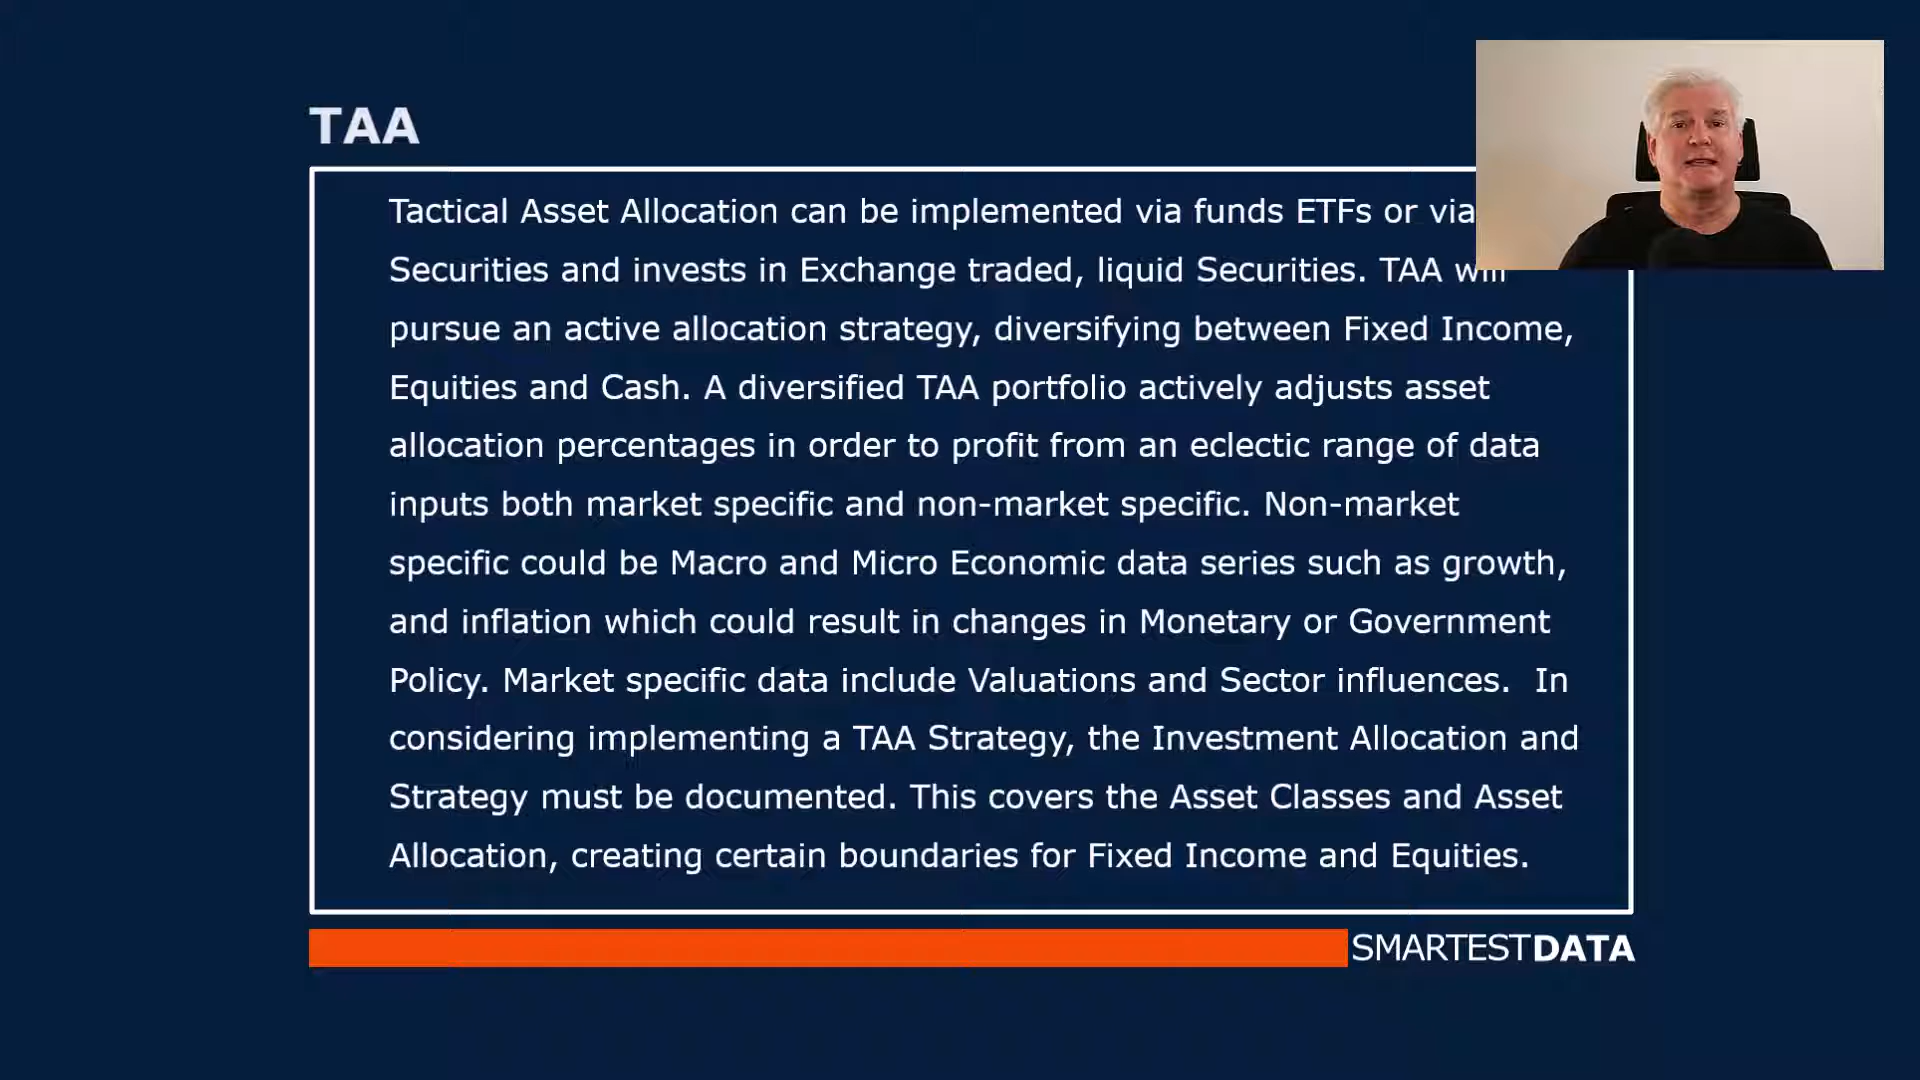 TAA
Tactical Asset Allocation can be implemented via funds ETFs or via
Securities and invests in Exchange traded, liquid Securities. TAA will
pursue an active allocation strategy, diversifying between Fixed Income,
Equities and Cash. A diversified TAA portfolio actively adjusts asset
allocation percentages in order to profit from an eclectic range of data
inputs both market specific and non-market specific. Non-market
specific could be Macro and Micro Economic data series such as growth,
and inflation which could result in changes in Monetary or Government
Policy. Market specific data include Valuations and Sector influences.  In
considering implementing a TAA Strategy, the Investment Allocation and
Strategy must be documented. This covers the Asset Classes and Asset
Allocation, creating certain boundaries for Fixed Income and Equities.
SMARTESTDATA